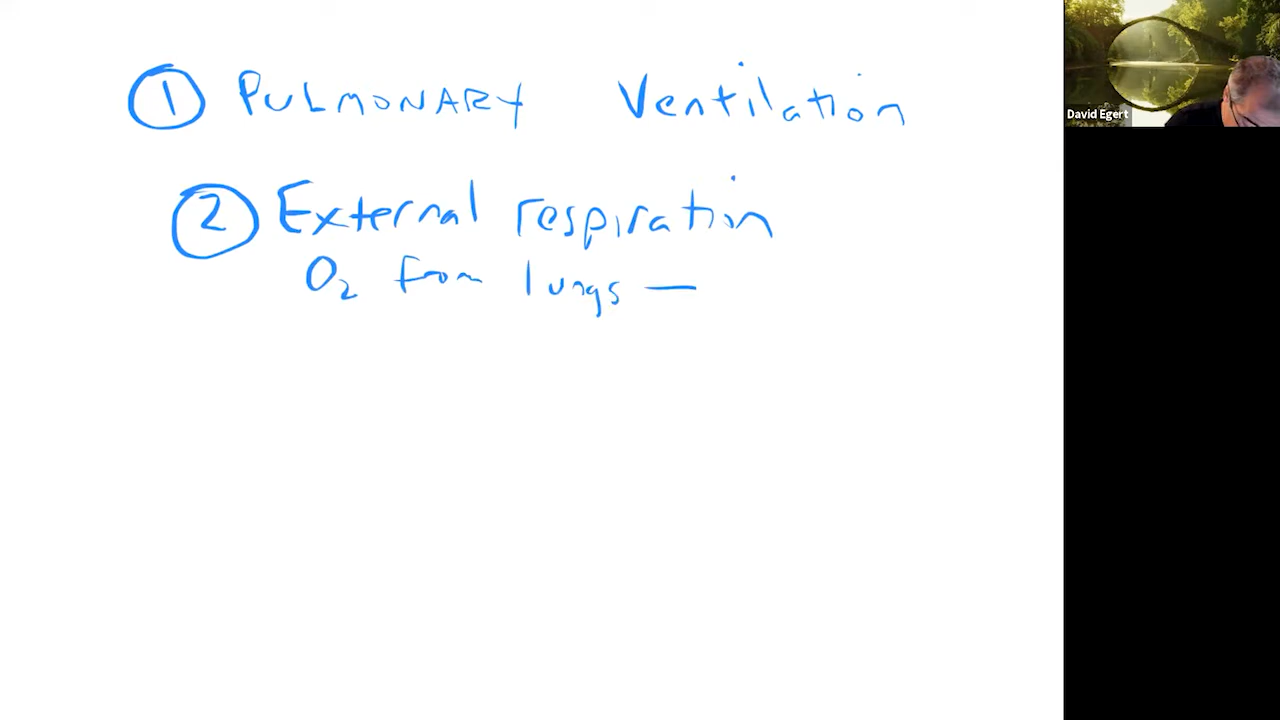 ① PULMONARY Ventilation
② External respiration
O₂ from lungs —
David Egert